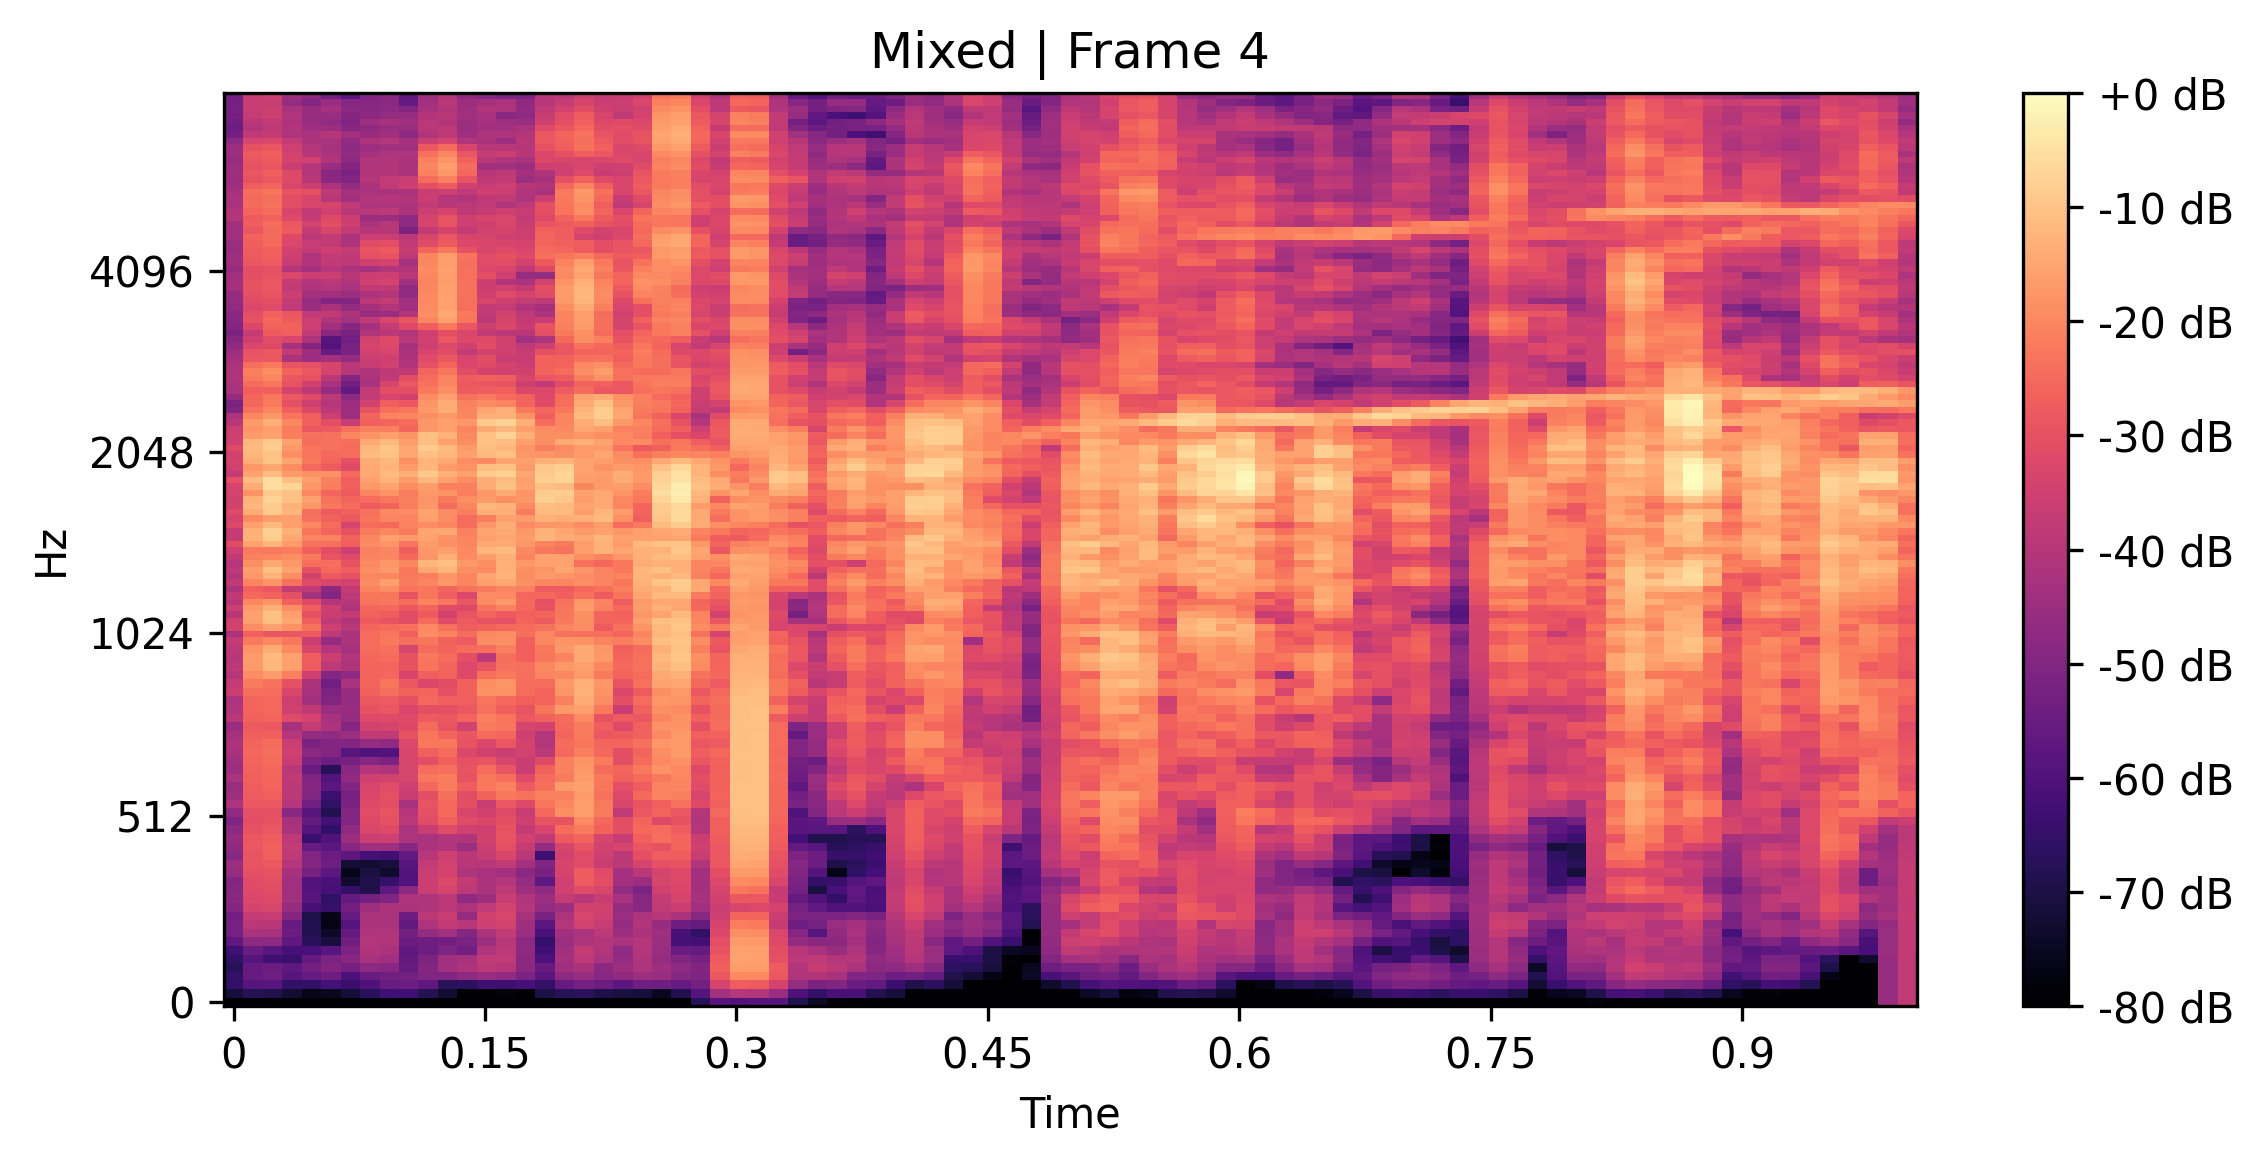 Mixed | Frame 4
Hz
4096
2048
1024
512
0
0 0.15 0.3 0.45 0.6 0.75 0.9
Time
+0 dB
-10 dB
-20 dB
-30 dB
-40 dB
-50 dB
-60 dB
-70 dB
-80 dB